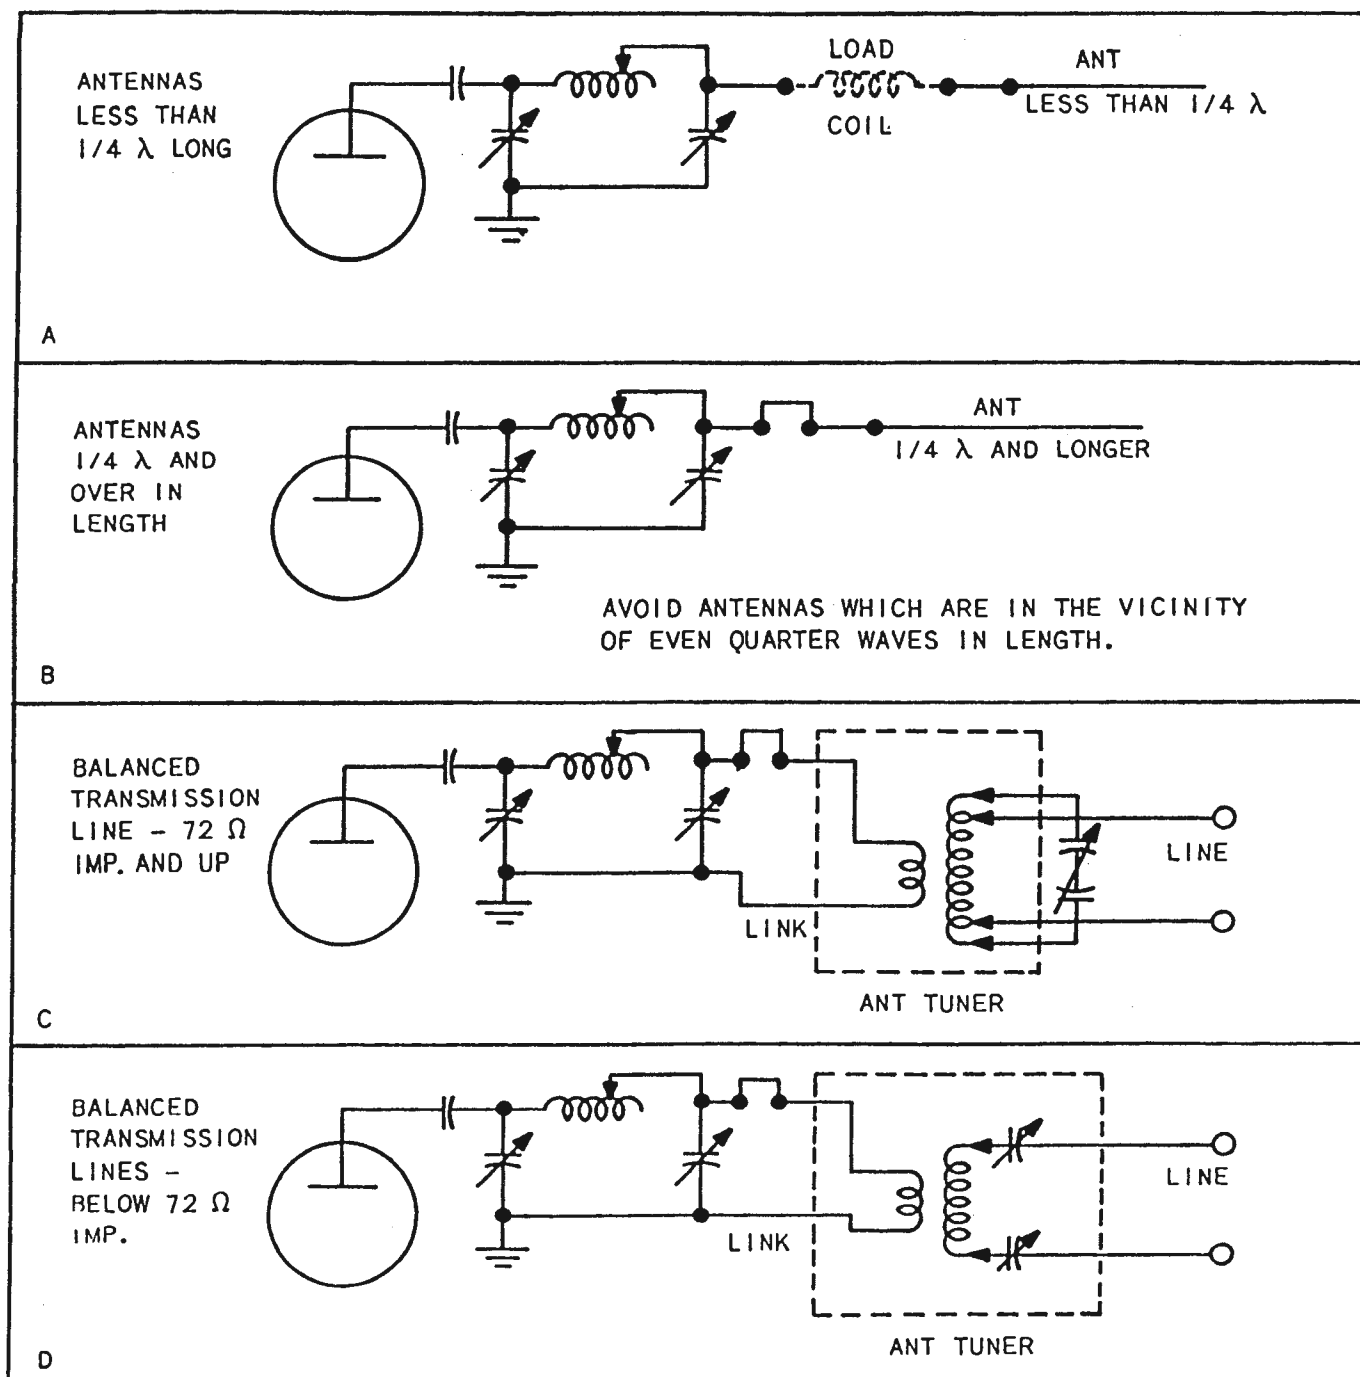 ANTENNAS
LESS THAN
1/4 λ LONG
LOAD
COIL
ANT
LESS THAN 1/4 λ
A
ANTENNAS
1/4 λ AND
OVER IN
LENGTH
ANT
1/4 λ AND LONGER
AVOID ANTENNAS WHICH ARE IN THE VICINITY
OF EVEN QUARTER WAVES IN LENGTH.
B
BALANCED
TRANSMISSION
LINE - 72 Ω
IMP. AND UP
LINK
LINE
ANT TUNER
C
BALANCED
TRANSMISSION
LINES -
BELOW 72 Ω
IMP.
LINK
LINE
ANT TUNER
D